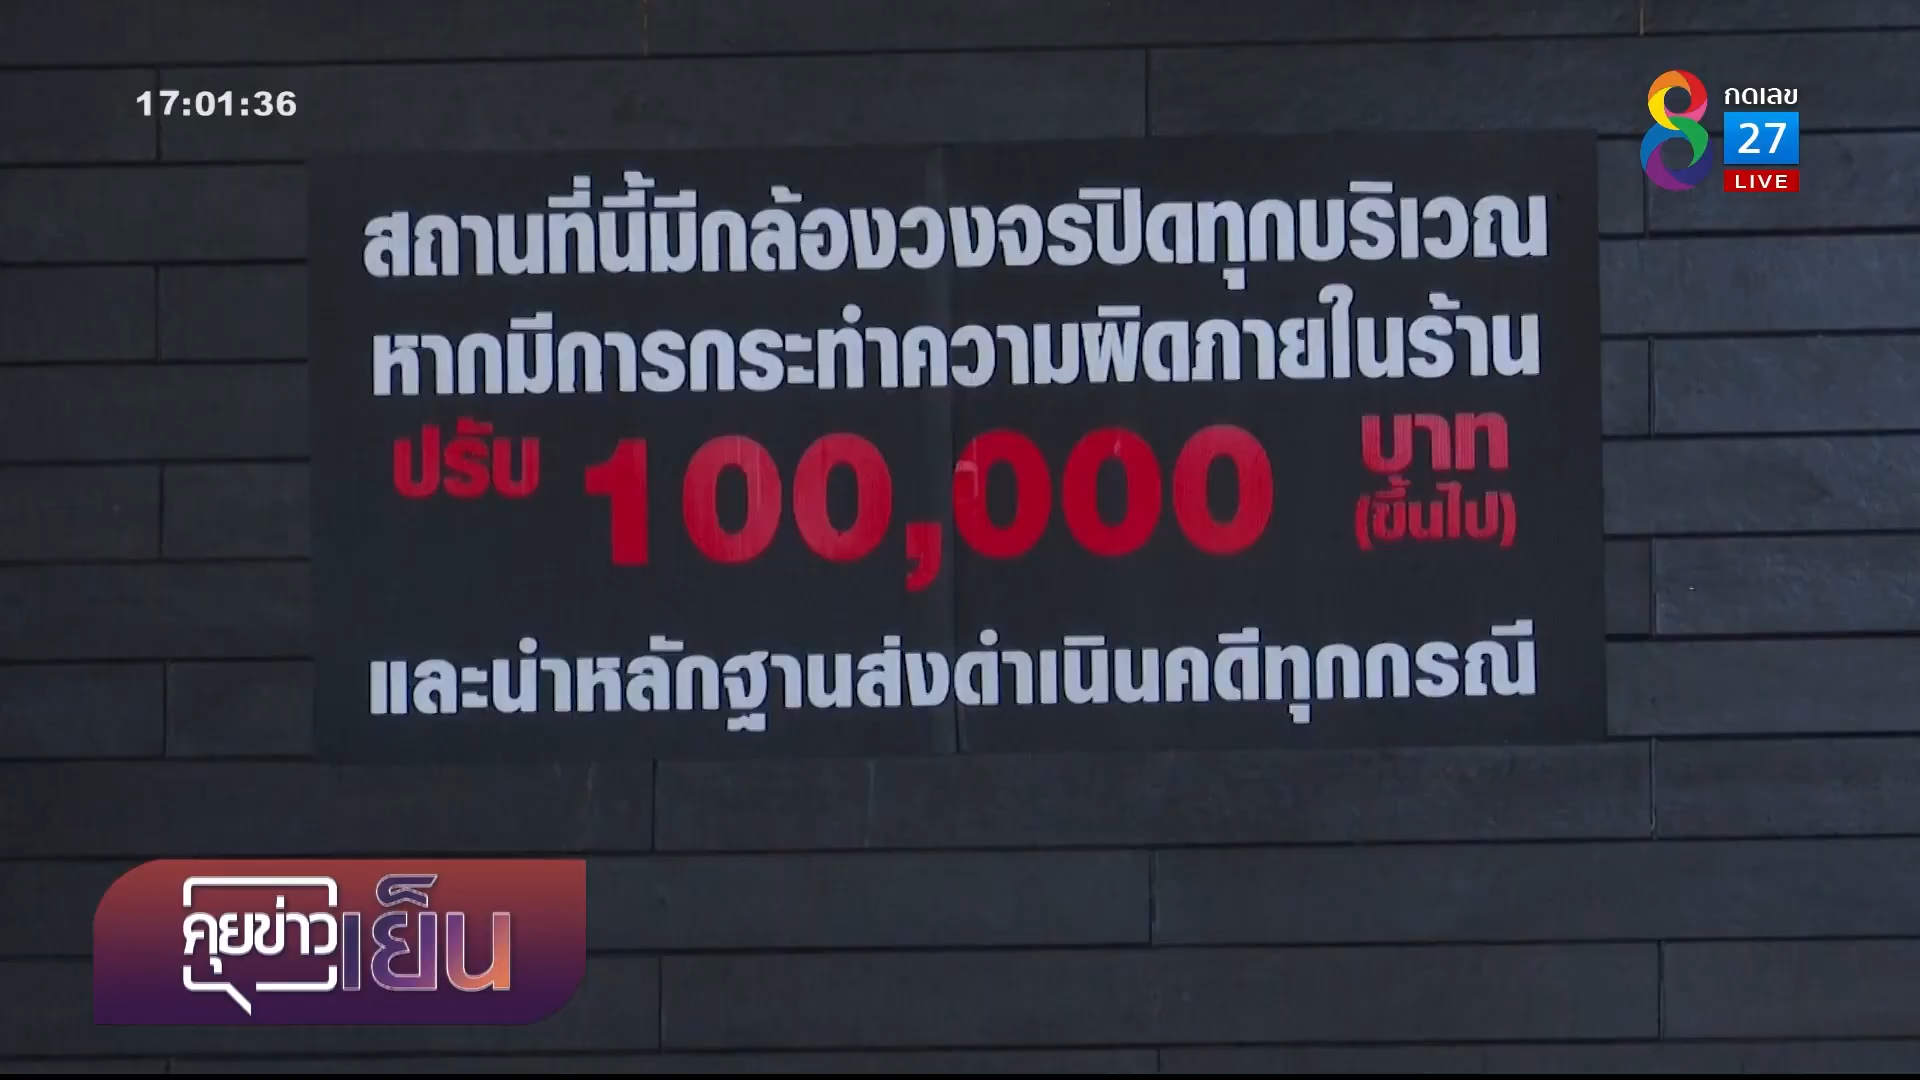 17:01:36
8
กดเลข
27
LIVE
สถานที่นี้มีกล้องวงจรปิดทุกบริเวณ
หากมีการกระทำความผิดภายในร้าน
ปรับ 100,000 บาท
(ขึ้นไป)
และนำหลักฐานส่งดำเนินคดีทุกกรณี
คุยข่าวเย็น